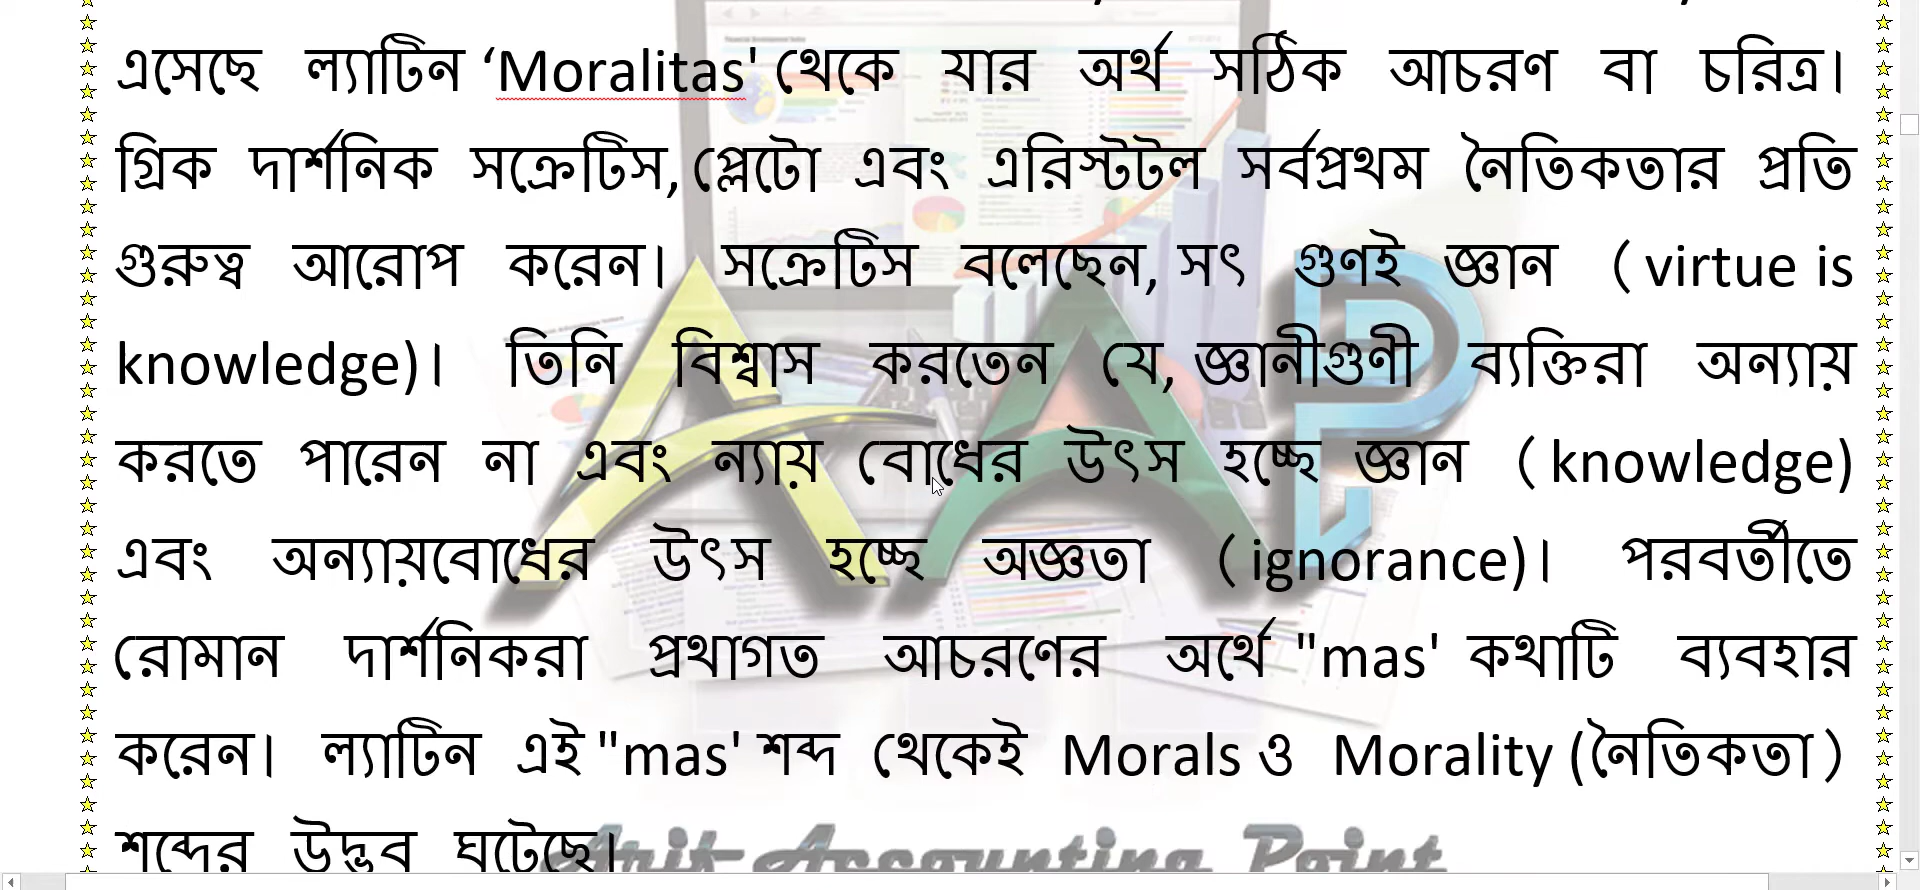 এসেছে ল্যাটিন ‘Moralitas' থেকে যার অর্থ সঠিক আচরণ বা চরিত্র।
গ্রিক দার্শনিক সক্রেটিস, প্লেটো এবং এরিস্টটল সর্বপ্রথম নৈতিকতার প্রতি
গুরুত্ব আরোপ করেন। সক্রেটিস বলেছেন, সৎ গুণই জ্ঞান (virtue is
knowledge)। তিনি বিশ্বাস করতেন যে, জ্ঞানীগুণী ব্যক্তিরা অন্যায়
করতে পারেন না এবং ন্যায় বোধের উৎস হচ্ছে জ্ঞান (knowledge)
এবং অন্যায়বোধের উৎস হচ্ছে অজ্ঞতা (ignorance)। পরবর্তীতে
রোমান দার্শনিকরা প্রথাগত আচরণের অর্থে "mas' কথাটি ব্যবহার
করেন। ল্যাটিন এই "mas' শব্দ থেকেই Morals ও Morality (নৈতিকতা)
শব্দের উদ্ভব ঘটেছে।
AAP
Accounting Point